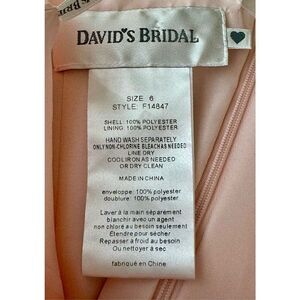 DAVID'S BRIDAL
SIZE: 6
STYLE: F14847
SHELL: 100% POLYESTER
LINING: 100% POLYESTER
HAND WASH SEPARATELY
ONLY NON-CHLORINE BLEACH AS NEEDED
LINE DRY
COOL IRON AS NEEDED
OR DRY CLEAN
MADE IN CHINA
enveloppe: 100% polyester
doublure: 100% polyester
Laver à la main séparement
blanchir avec un agent
non chloré au besoin seulement
Étendre pour sécher
Repasser à froid au besoin
Ou nettoyer à sec
fabriqué en Chine